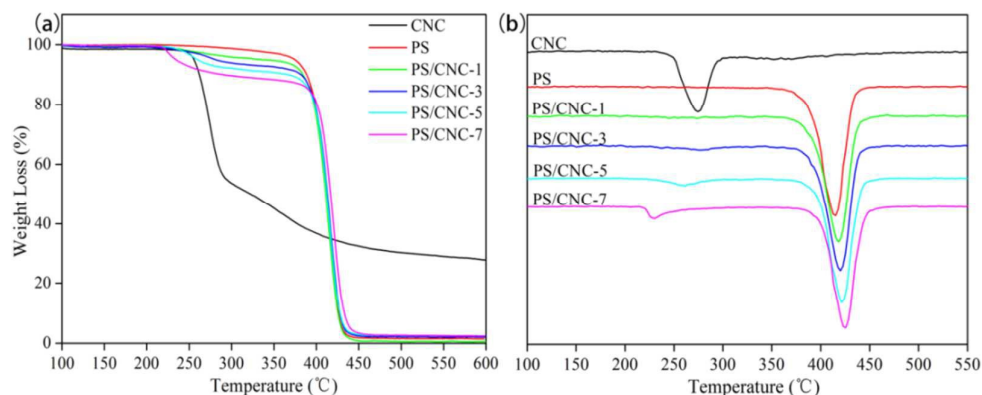 (a)
CNC
PS
PS/CNC-1
PS/CNC-3
PS/CNC-5
PS/CNC-7
Weight Loss (%)
100
80
60
40
20
0
100 150 200 250 300 350 400 450 500 550 600
Temperature (℃)
(b)
CNC
PS
PS/CNC-1
PS/CNC-3
PS/CNC-5
PS/CNC-7
100 150 200 250 300 350 400 450 500 550
Temperature (℃)